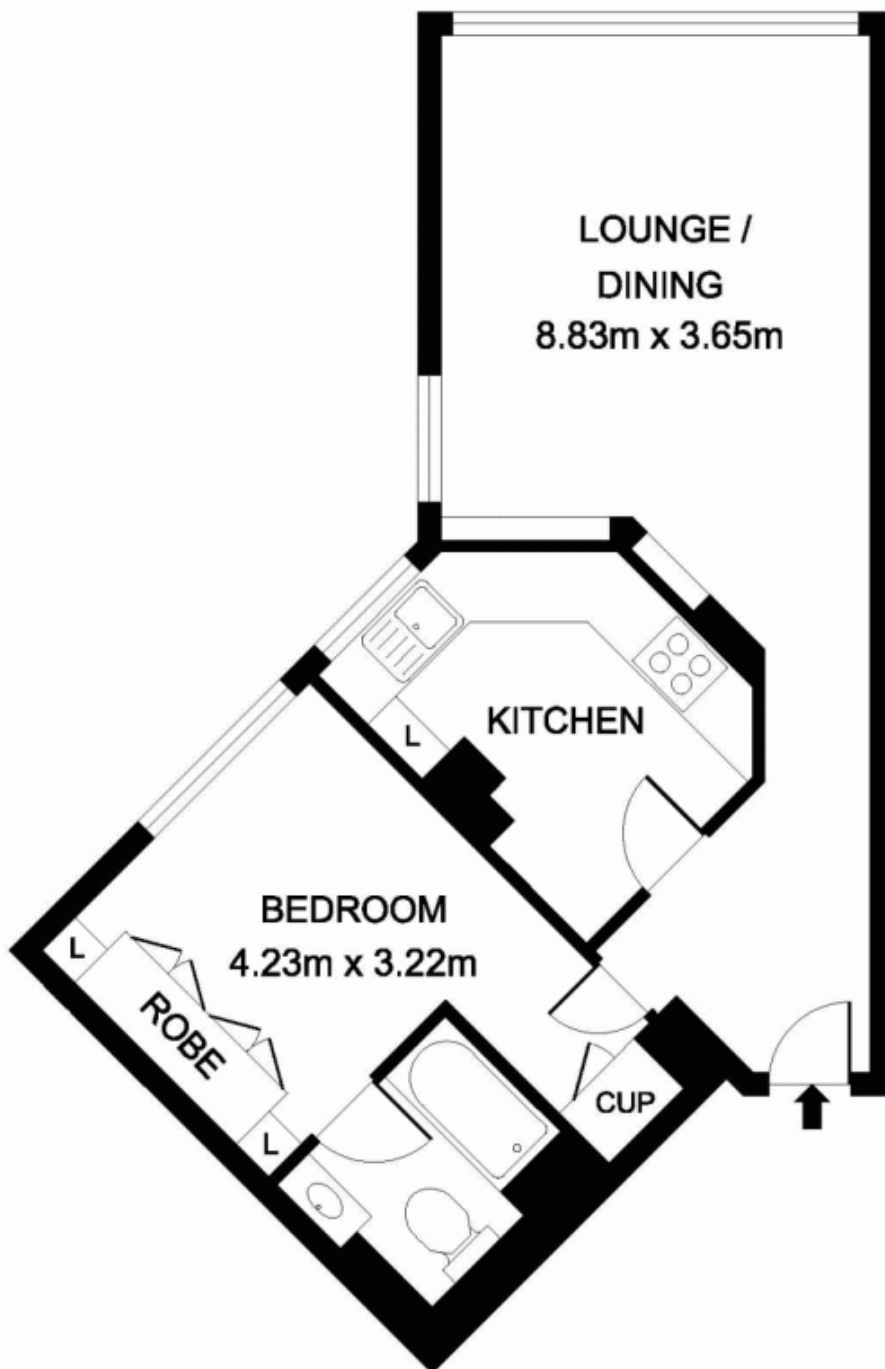 LOUNGE /
DINING
8.83m x 3.65m
KITCHEN
L
BEDROOM
4.23m x 3.22m
L
ROBE
L
CUP